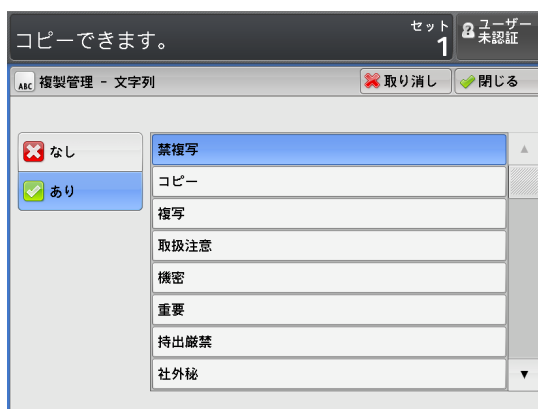 コピーできます。
セット
1
ユーザー
未認証
ABC 複製管理 - 文字列
取り消し
閉じる
なし
あり
禁複写
コピー
複写
取扱注意
機密
重要
持出厳禁
社外秘